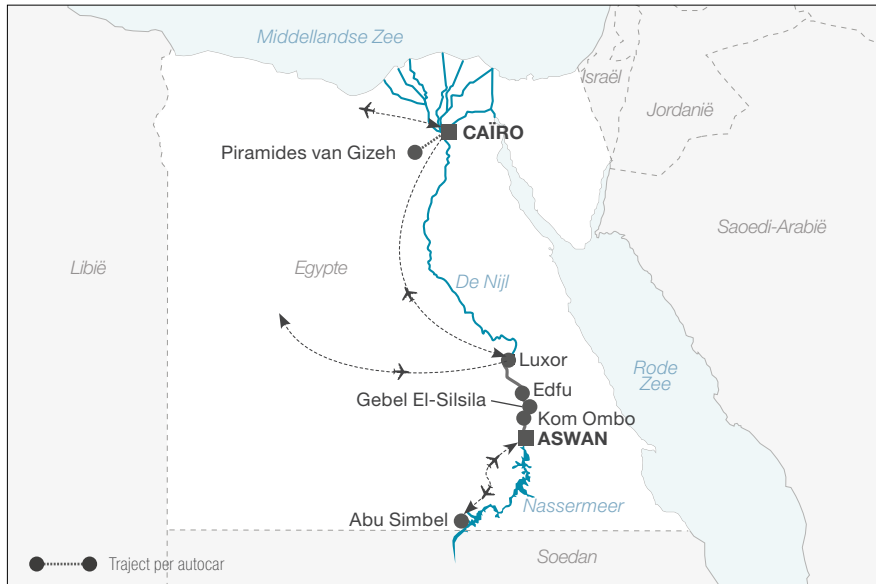 Middellandse Zee
Israël
Jordanië
CAÏRO
Piramides van Gizeh
Saoedi-Arabië
Libië
Egypte
De Nijl
Luxor
Rode
Zee
Edfu
Gebel El-Silsila
Kom Ombo
ASWAN
Nassermeer
Abu Simbel
Soedan
Traject per autocar